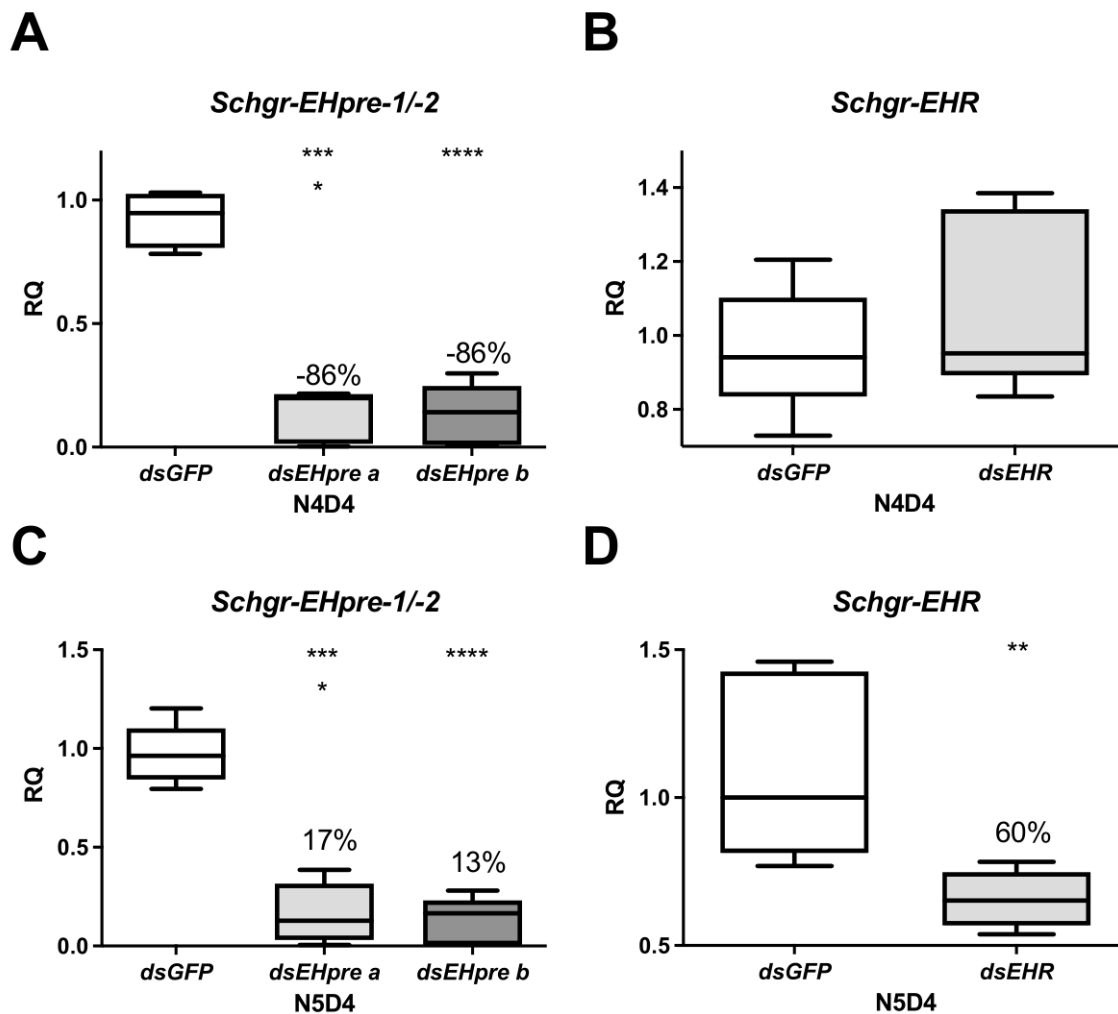 A
Schgr-EHpre-1/-2
***
*
****
1.0
0.5
0.0
RQ
-86%
-86%
dsGFP
dsEHpre a
dsEHpre b
N4D4
B
Schgr-EHR
1.4
1.2
1.0
0.8
RQ
dsGFP
dsEHR
N4D4
C
Schgr-EHpre-1/-2
***
*
****
1.5
1.0
0.5
0.0
RQ
17%
13%
dsGFP
dsEHpre a
dsEHpre b
N5D4
D
Schgr-EHR
**
1.5
1.0
0.5
RQ
60%
dsGFP
dsEHR
N5D4